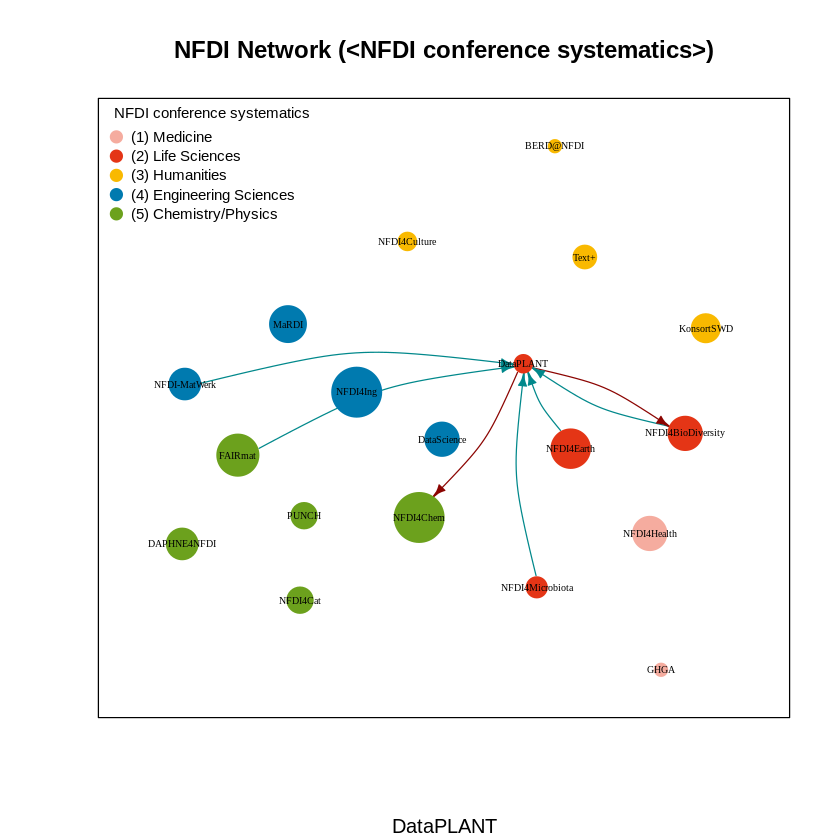 NFDI Network (<NFDI conference systematics>)
NFDI conference systematics
(1) Medicine
(2) Life Sciences
(3) Humanities
(4) Engineering Sciences
(5) Chemistry/Physics
BERD@NFDI
NFDI4Culture
Text+
MaRDI
KonsortSWD
DataPLANT
NFDI-MatWerk
NFDI4Ing
NFDI4BioDiversity
DataScience
NFDI4Earth
FAIRmat
PUNCH
NFDI4Chem
NFDI4Health
DAPHNE4NFDI
NFDI4Microbiota
NFDI4Cat
GHGA
DataPLANT